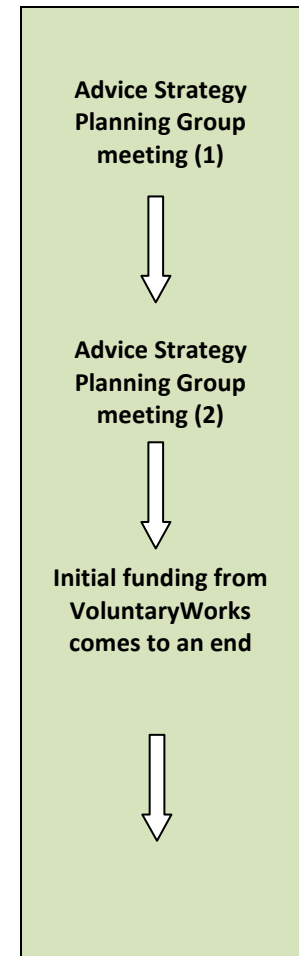 Advice Strategy
Planning Group
meeting (1)
Advice Strategy
Planning Group
meeting (2)
Initial funding from
VoluntaryWorks
comes to an end